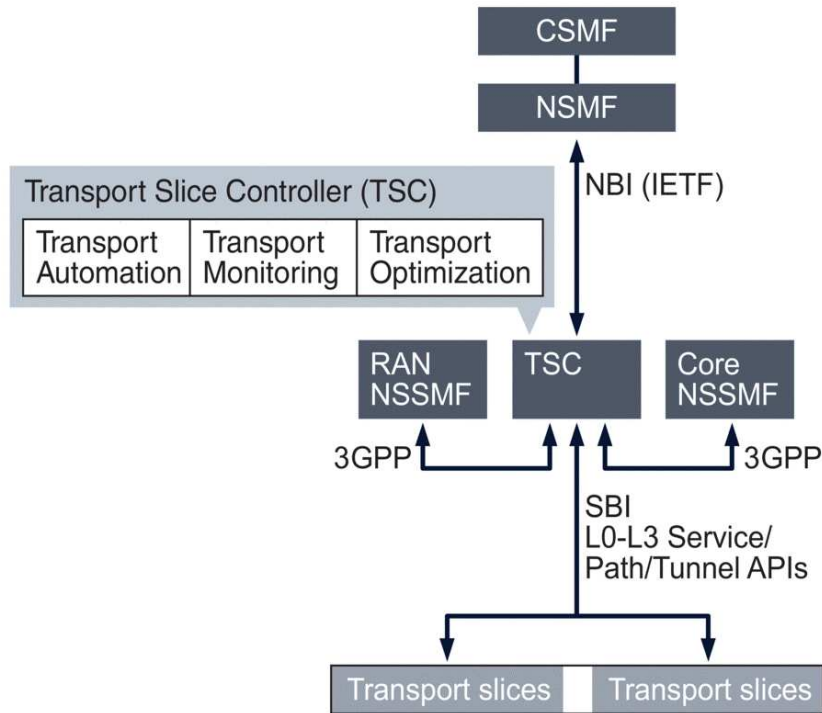 CSMF
NSMF
NBI (IETF)
Transport Slice Controller (TSC)
Transport
Automation
Transport
Monitoring
Transport
Optimization
RAN
NSSMF
TSC
Core
NSSMF
3GPP
3GPP
SBI
L0-L3 Service/
Path/Tunnel APIs
Transport slices
Transport slices